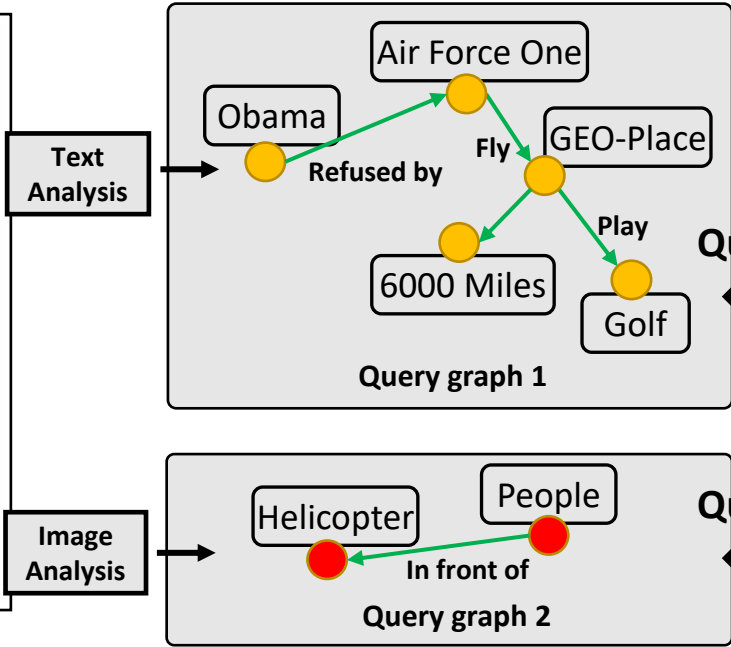 Air Force One
Obama
GEO-Place
Text
Analysis
Fly
Refused by
Play
6000 Miles
Golf
Query graph 1
People
Helicopter
Image
Analysis
In front of
Query graph 2